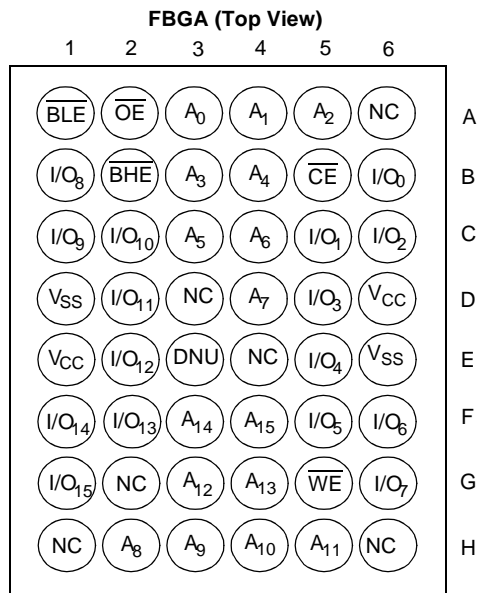 FBGA (Top View)
1 2 3 4 5 6
BLE OE A0 A1 A2 NC A
I/O8 BHE A3 A4 CE I/O0 B
I/O9 I/O10 A5 A6 I/O1 I/O2 C
VSS I/O11 NC A7 I/O3 VCC D
VCC I/O12 DNU NC I/O4 VSS E
I/O14 I/O13 A14 A15 I/O5 I/O6 F
I/O15 NC A12 A13 WE I/O7 G
NC A8 A9 A10 A11 NC H